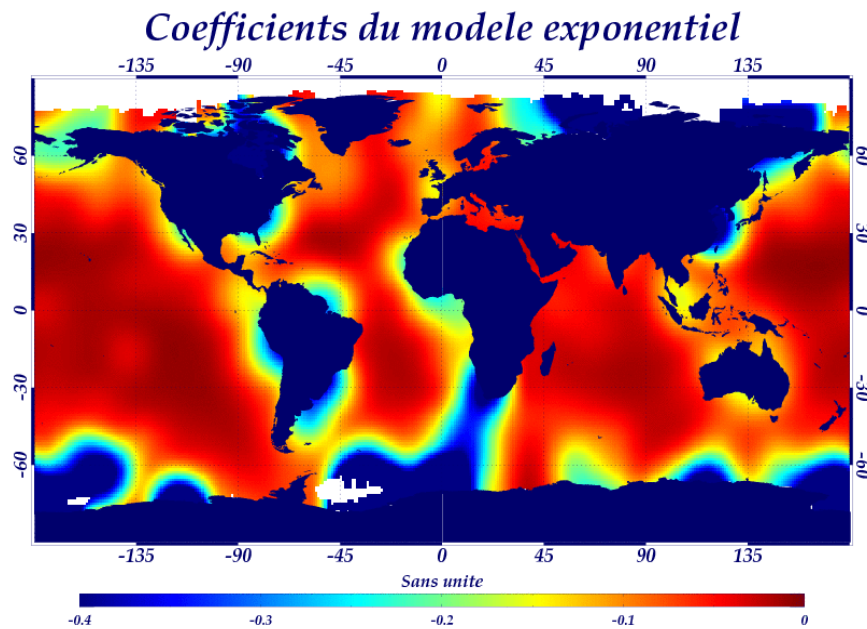 Coefficients du modele exponentiel
-135 -90 -45 0 45 90 135
60 60
30 30
0 0
-30 -30
-60 -60
-135 -90 -45 0 45 90 135
Sans unite
-0.4 -0.3 -0.2 -0.1 0